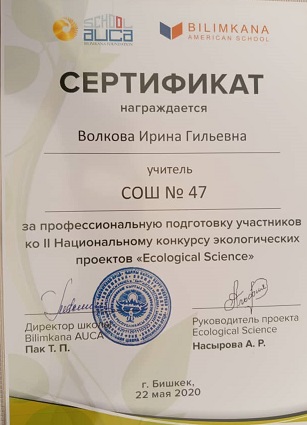 SCHOOL
AUCA
BILIMKANA
AMERICAN SCHOOL
СЕРТИФИКАТ
награждается
Волкова Ирина Гильевна
учитель
СОШ № 47
за профессиональную подготовку участников
ко II Национальному конкурсу экологических
проектов «Ecological Science»
Директор школы
Bilimkana AUCA
Пак Т. П.
Руководитель проекта
Ecological Science
Насырова А. Р.
г. Бишкек,
22 мая 2020